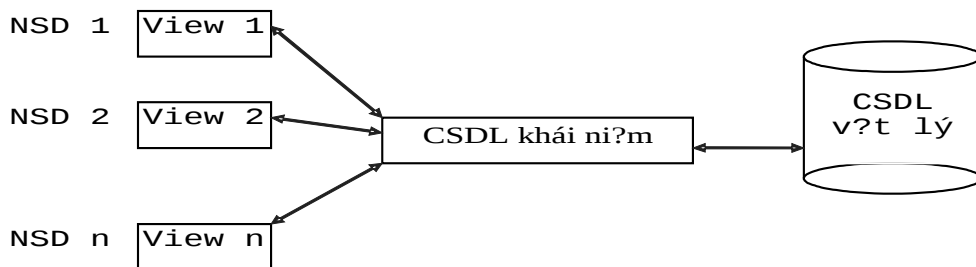 NSD 1 View 1
NSD 2 View 2
CSDL khái ni?m
CSDL
v?t lý
NSD n View n